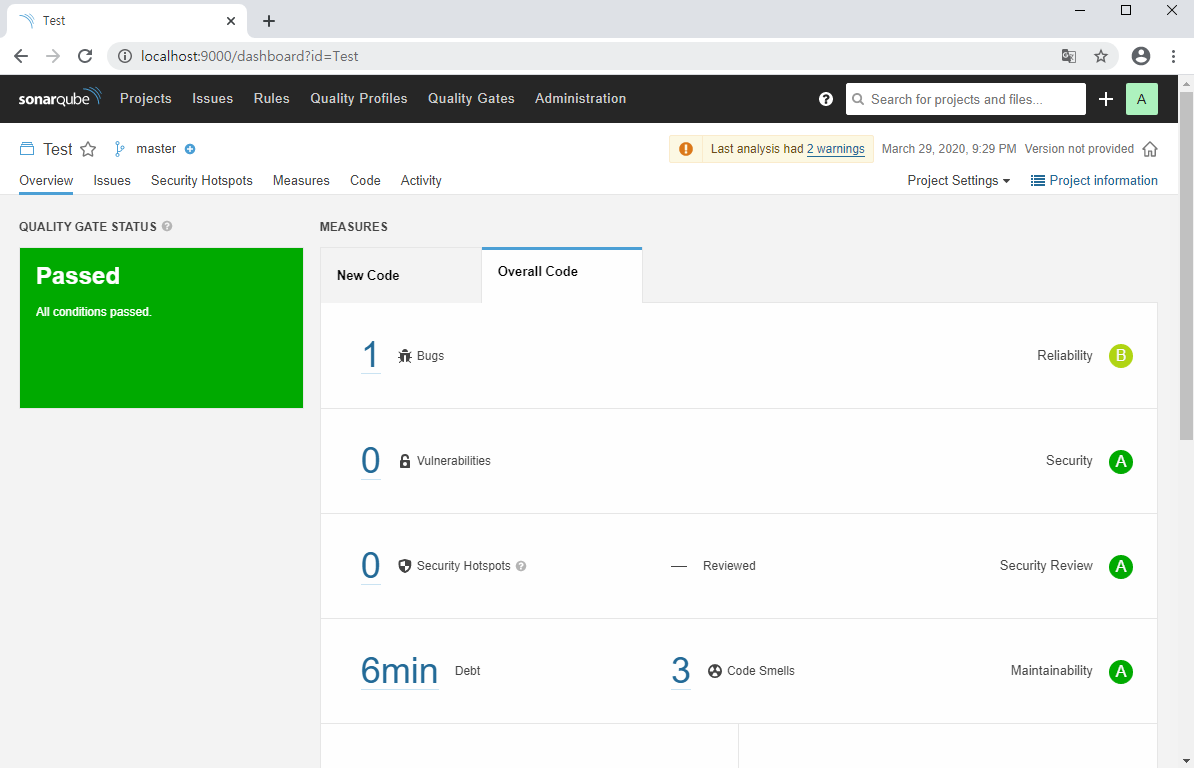 Test
localhost:9000/dashboard?id=Test
sonarqube Projects Issues Rules Quality Profiles Quality Gates Administration ? Search for projects and files... A
Test master Last analysis had 2 warnings March 29, 2020, 9:29 PM Version not provided
Overview Issues Security Hotspots Measures Code Activity Project Settings Project information
QUALITY GATE STATUS ? MEASURES
Passed
All conditions passed.
New Code Overall Code
1 Bugs Reliability B
0 Vulnerabilities Security A
0 Security Hotspots ? — Reviewed Security Review A
6min Debt 3 Code Smells Maintainability A